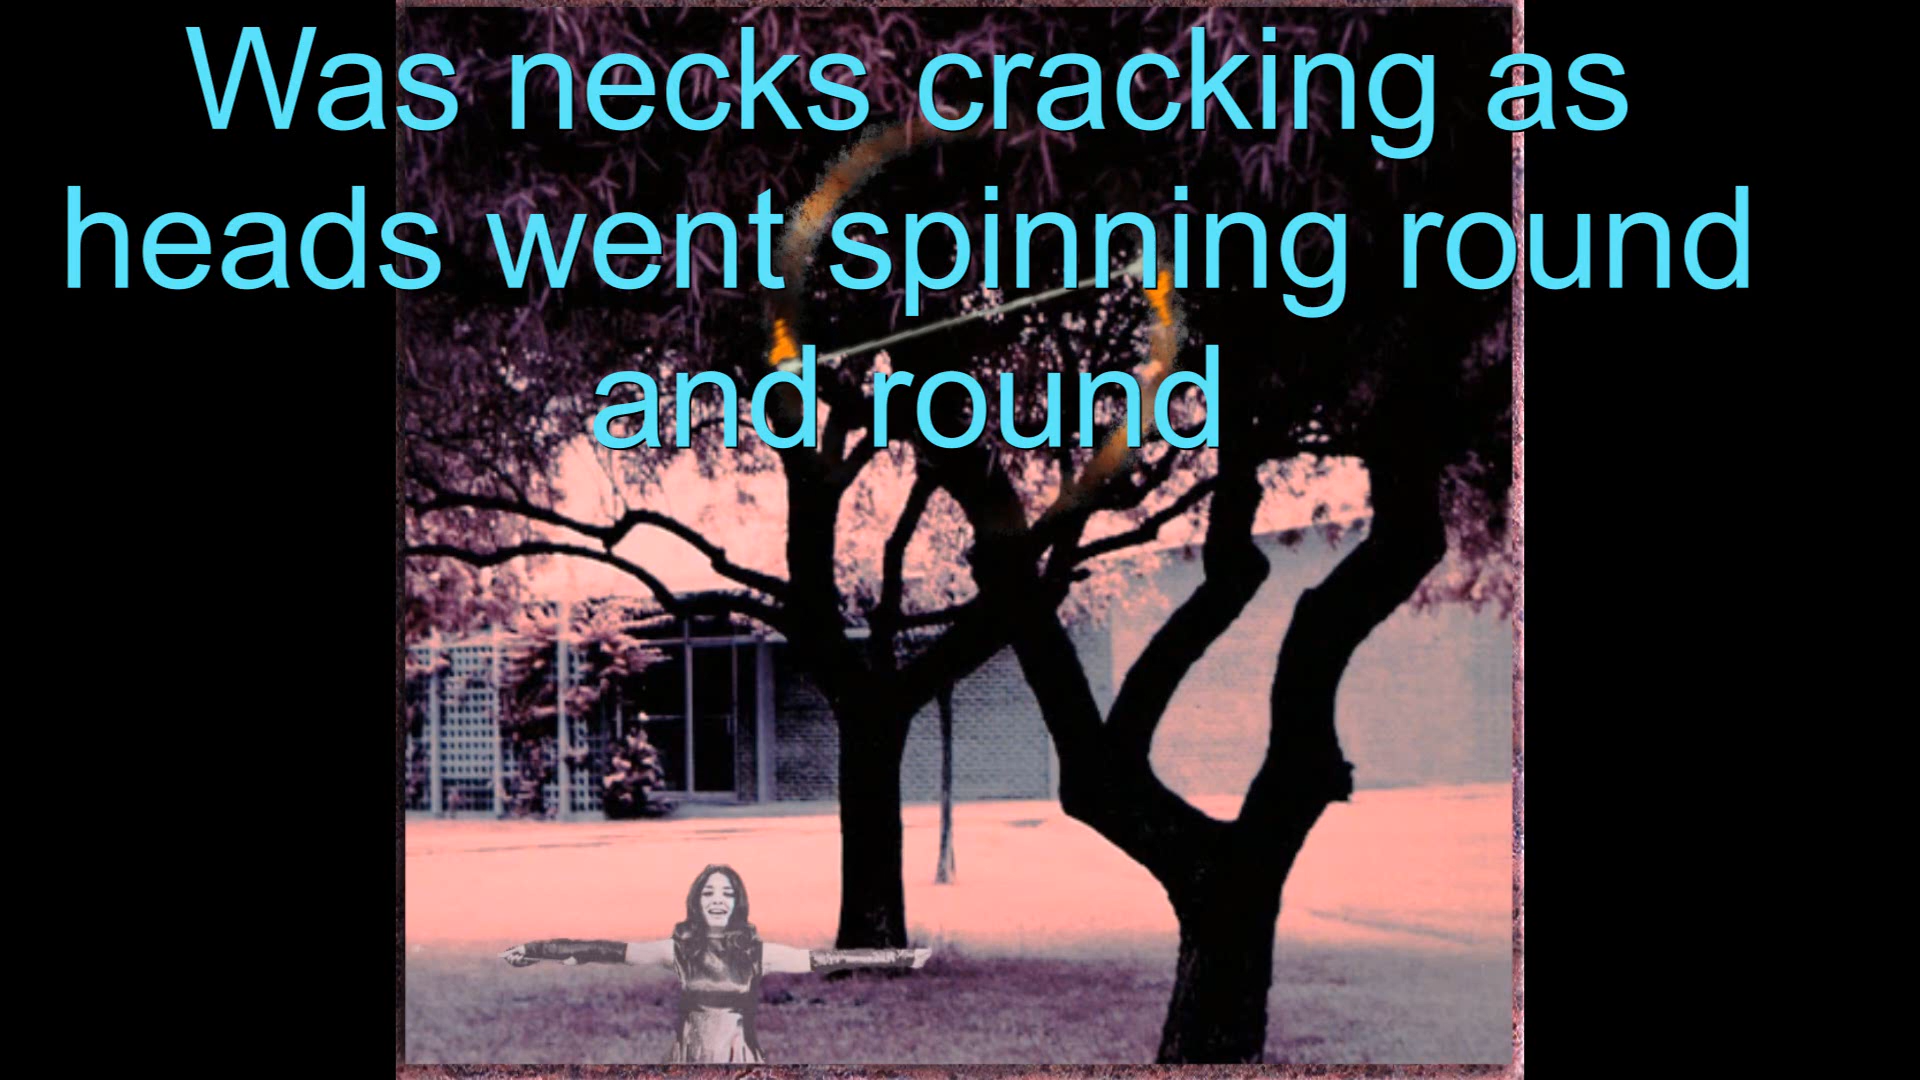 Was necks cracking as
heads went spinning round
and round